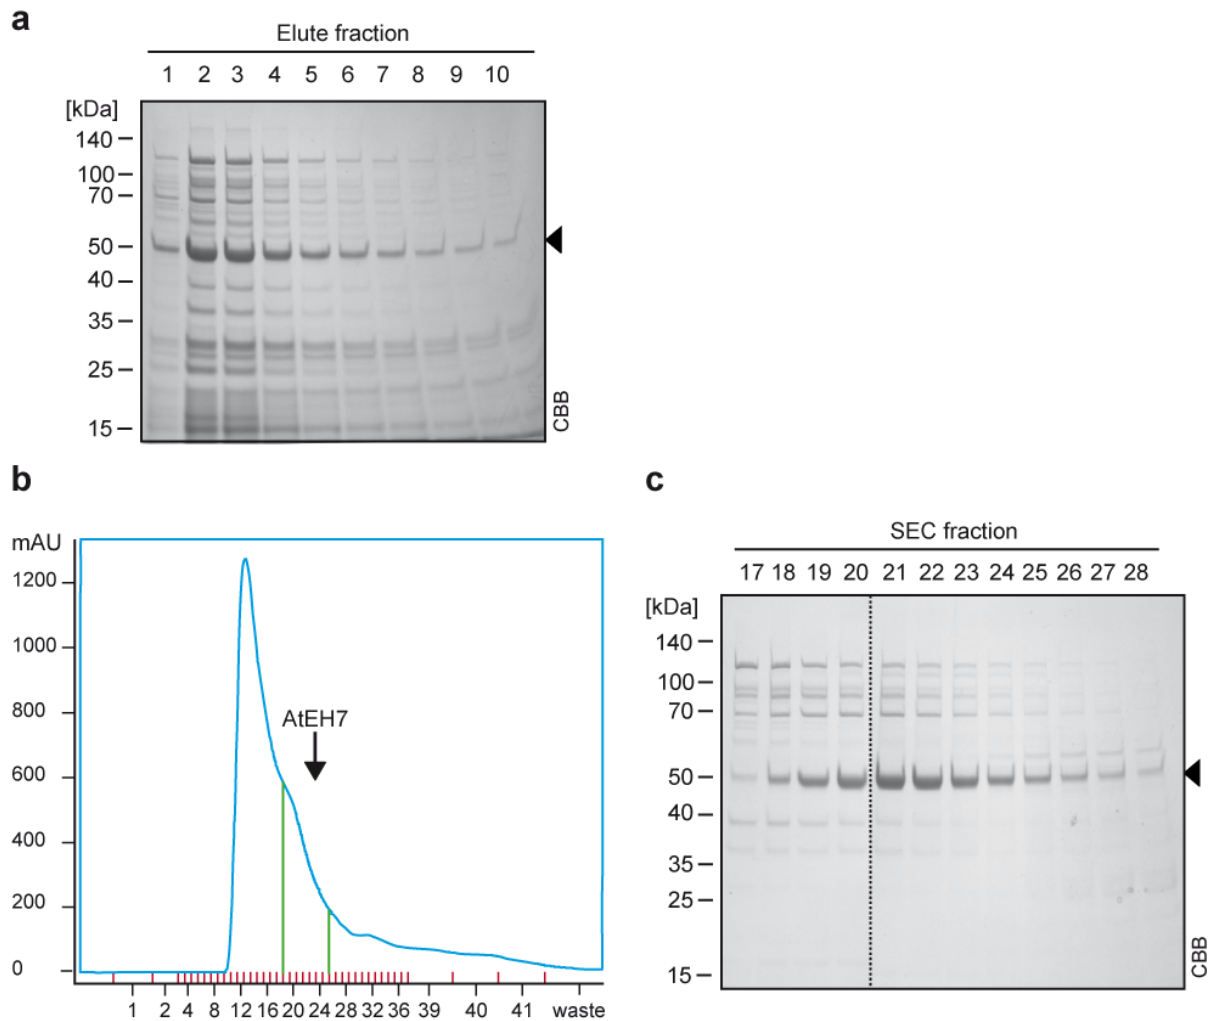 a
Elute fraction
1 2 3 4 5 6 7 8 9 10
[kDa]
140
100
70
50
40
35
25
15
CBB
b
mAU
1200
1000
800
600
400
200
0
AtEH7
1 2 4 8 12 16 20 24 28 32 36 39 40 41 waste
c
SEC fraction
17 18 19 20 21 22 23 24 25 26 27 28
[kDa]
140
100
70
50
40
35
25
15
CBB